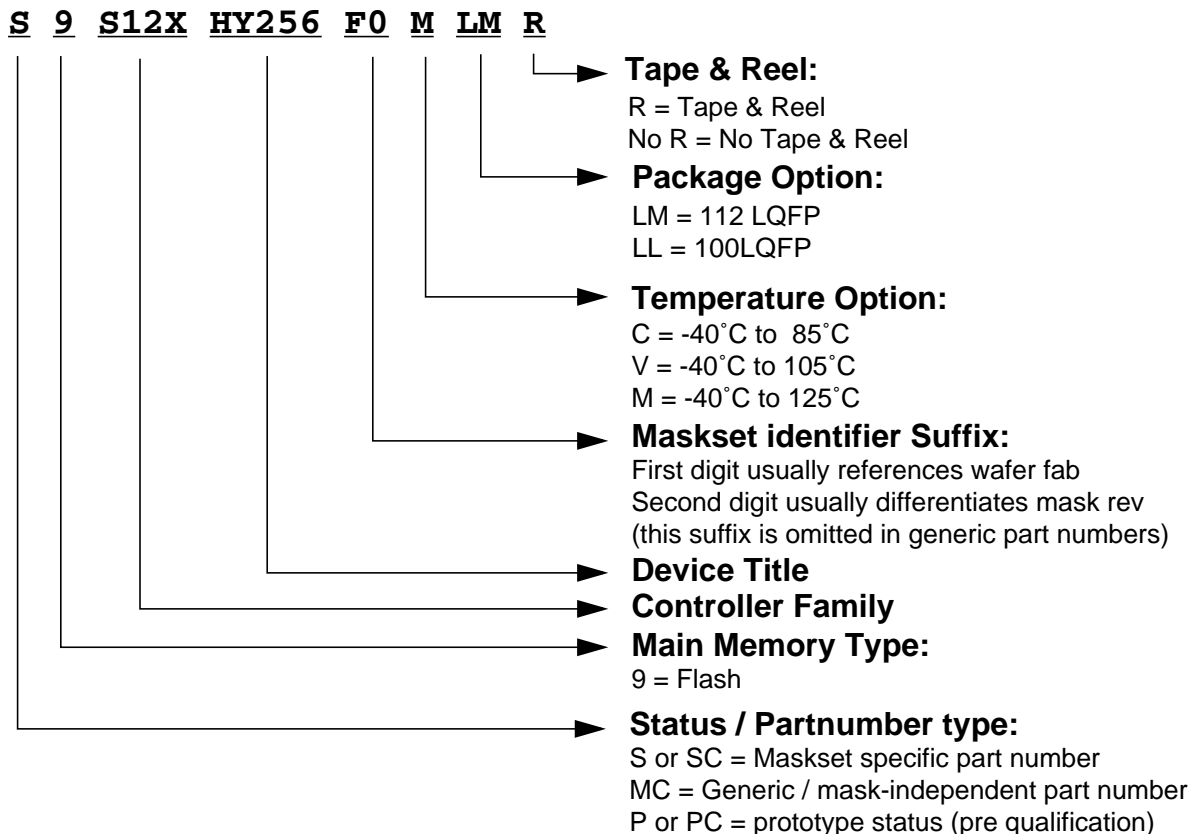 S 9 S12X HY256 F0 M LM R
Tape & Reel:
R = Tape & Reel
No R = No Tape & Reel
Package Option:
LM = 112 LQFP
LL = 100LQFP
Temperature Option:
C = -40˚C to 85˚C
V = -40˚C to 105˚C
M = -40˚C to 125˚C
Maskset identifier Suffix:
First digit usually references wafer fab
Second digit usually differentiates mask rev
(this suffix is omitted in generic part numbers)
Device Title
Controller Family
Main Memory Type:
9 = Flash
Status / Partnumber type:
S or SC = Maskset specific part number
MC = Generic / mask-independent part number
P or PC = prototype status (pre qualification)